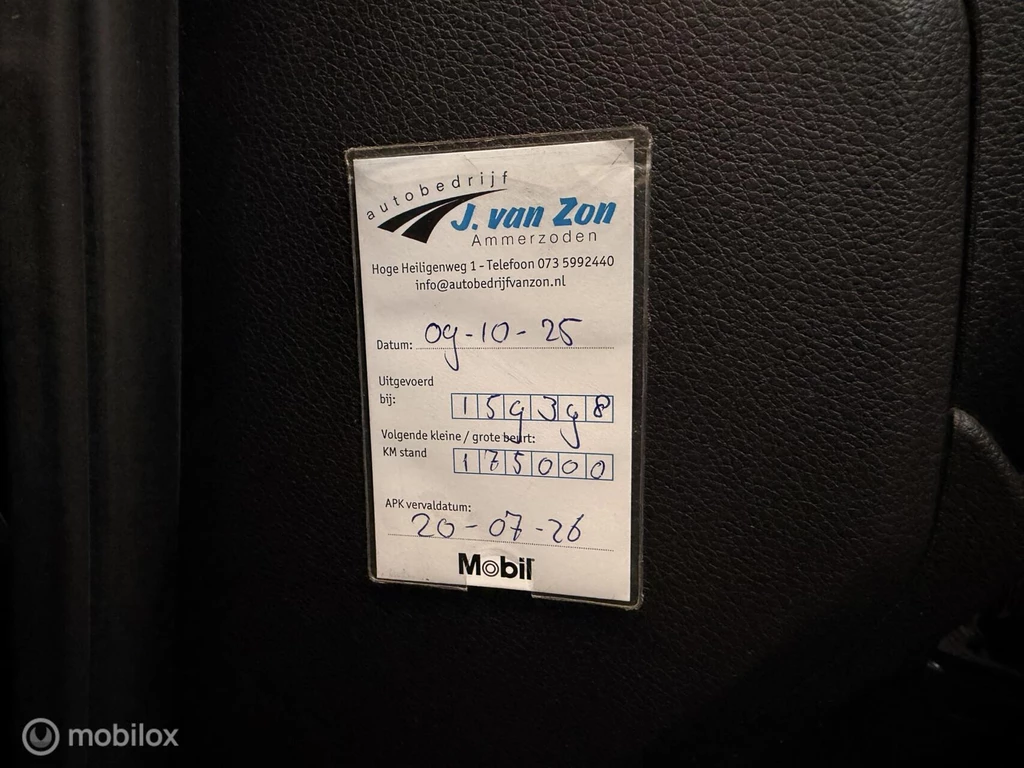 autobedrijf
J. van Zon
Ammerzoden
Hoge Heiligenweg 1 - Telefoon 073 5992440
info@autobedrijfvanzon.nl
Datum: 09-10-25
Uitgevoerd
bij: 159398
Volgende kleine / grote beurt:
KM stand 175000
APK vervaldatum:
20-07-26
Mobil
mobilox